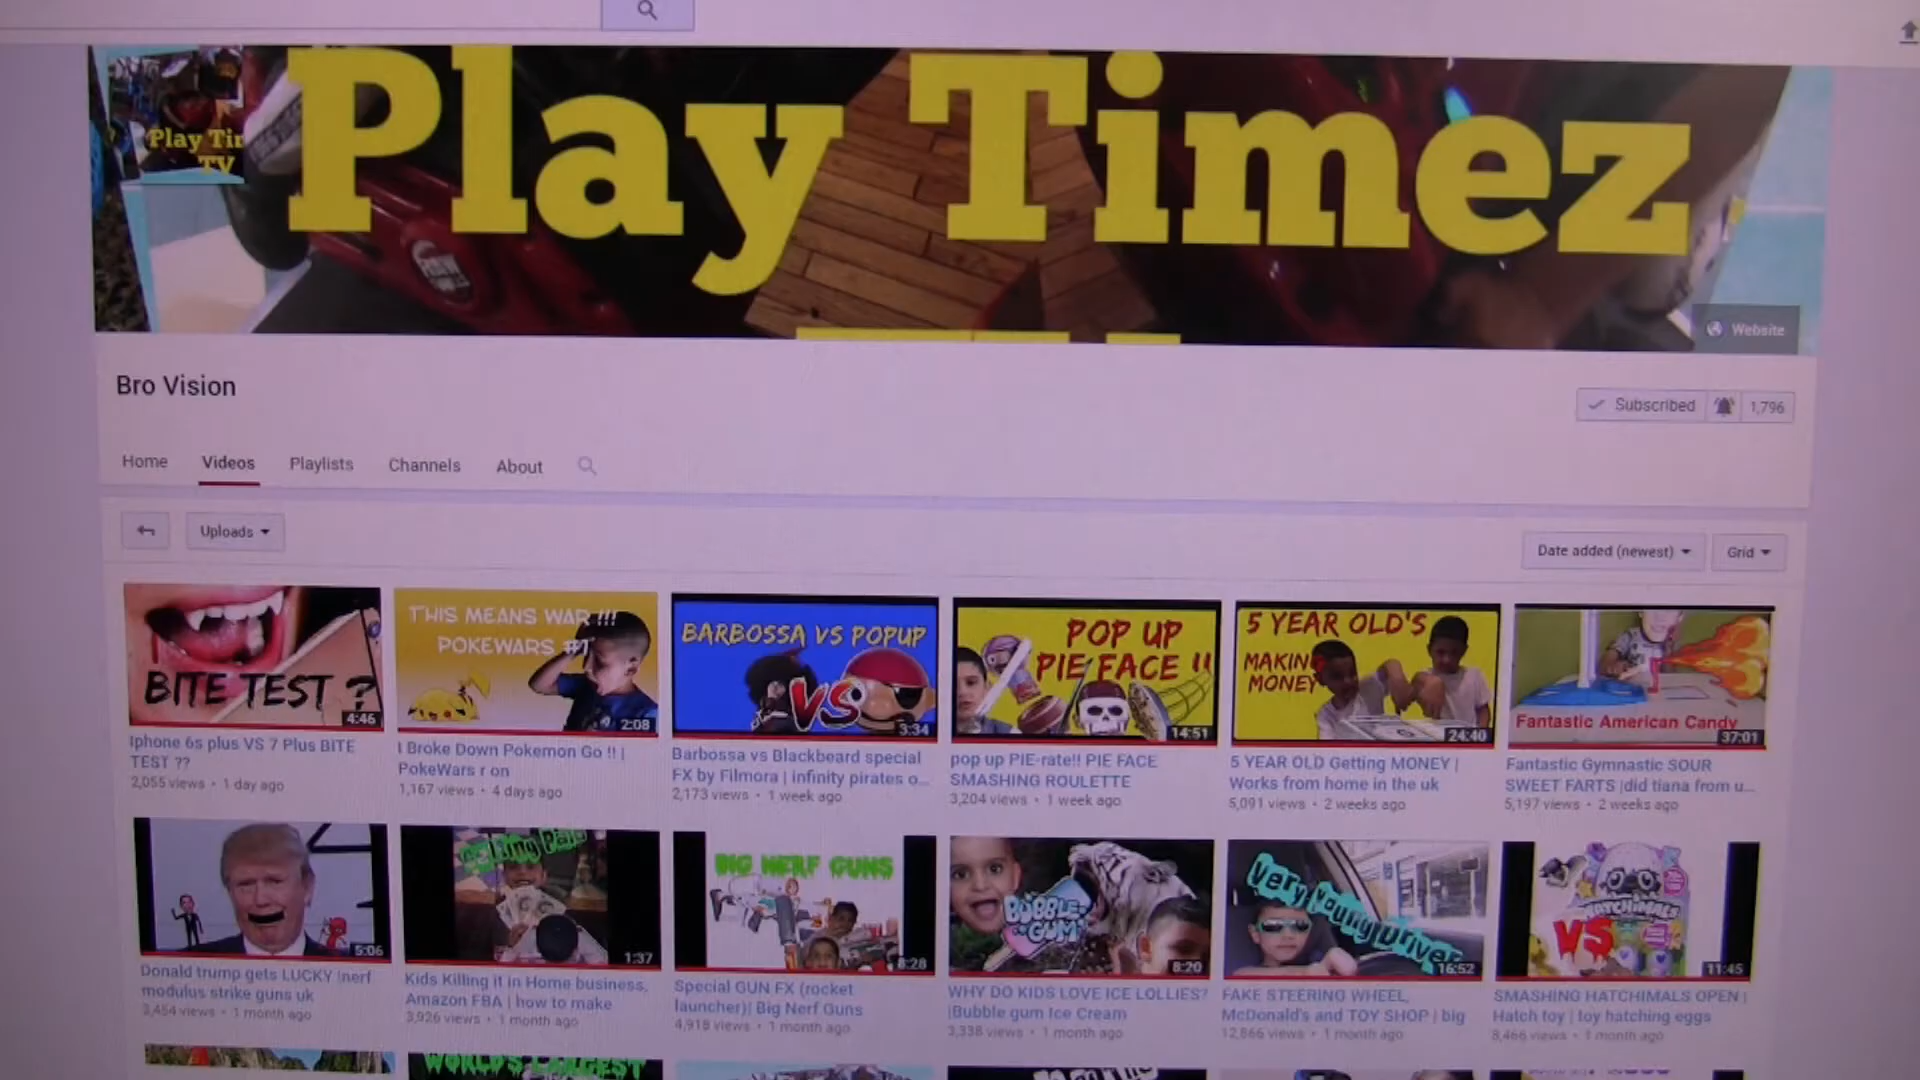 Play Timez
Play Tim
TV
Website
Bro Vision
Subscribed
1,796
Home
Videos
Playlists
Channels
About
Uploads
Date added (newest)
Grid
BITE TEST ?
4:46
THIS MEANS WAR !!!
POKEWARS #1
2:08
BARBOSSA VS POPUP
VS
3:34
POP UP
PIE FACE !!
14:51
5 YEAR OLD'S
MAKING
MONEY
24:40
Fantastic American Candy
37:01
Iphone 6s plus VS 7 Plus BITE
TEST ??
2,055 views • 1 day ago
I Broke Down Pokemon Go !! |
PokeWars r on
1,167 views • 4 days ago
Barbossa vs Blackbeard special
FX by Filmora | infinity pirates o...
2,173 views • 1 week ago
pop up PIE-rate!! PIE FACE
SMASHING ROULETTE
3,204 views • 1 week ago
5 YEAR OLD Getting MONEY |
Works from home in the uk
5,091 views • 2 weeks ago
Fantastic Gymnastic SOUR
SWEET FARTS |did tiana from u...
5,197 views • 2 weeks ago
5:06
1:37
BIG NERF GUNS
8:28
BUBBLE
GUM
8:20
Very Young Driver
16:52
HATCHIMALS
VS
11:45
Donald trump gets LUCKY !nerf
modulus strike guns uk
3,454 views • 1 month ago
Kids Killing it in Home business,
Amazon FBA | how to make
3,926 views • 1 month ago
Special GUN FX (rocket
launcher)| Big Nerf Guns
4,918 views • 1 month ago
WHY DO KIDS LOVE ICE LOLLIES?
|Bubble gum Ice Cream
3,338 views • 1 month ago
FAKE STEERING WHEEL,
McDonald's and TOY SHOP | big
12,866 views • 1 month ago
SMASHING HATCHIMALS OPEN |
Hatch toy | toy hatching eggs
8,466 views • 1 month ago
WORLD'S LARGEST